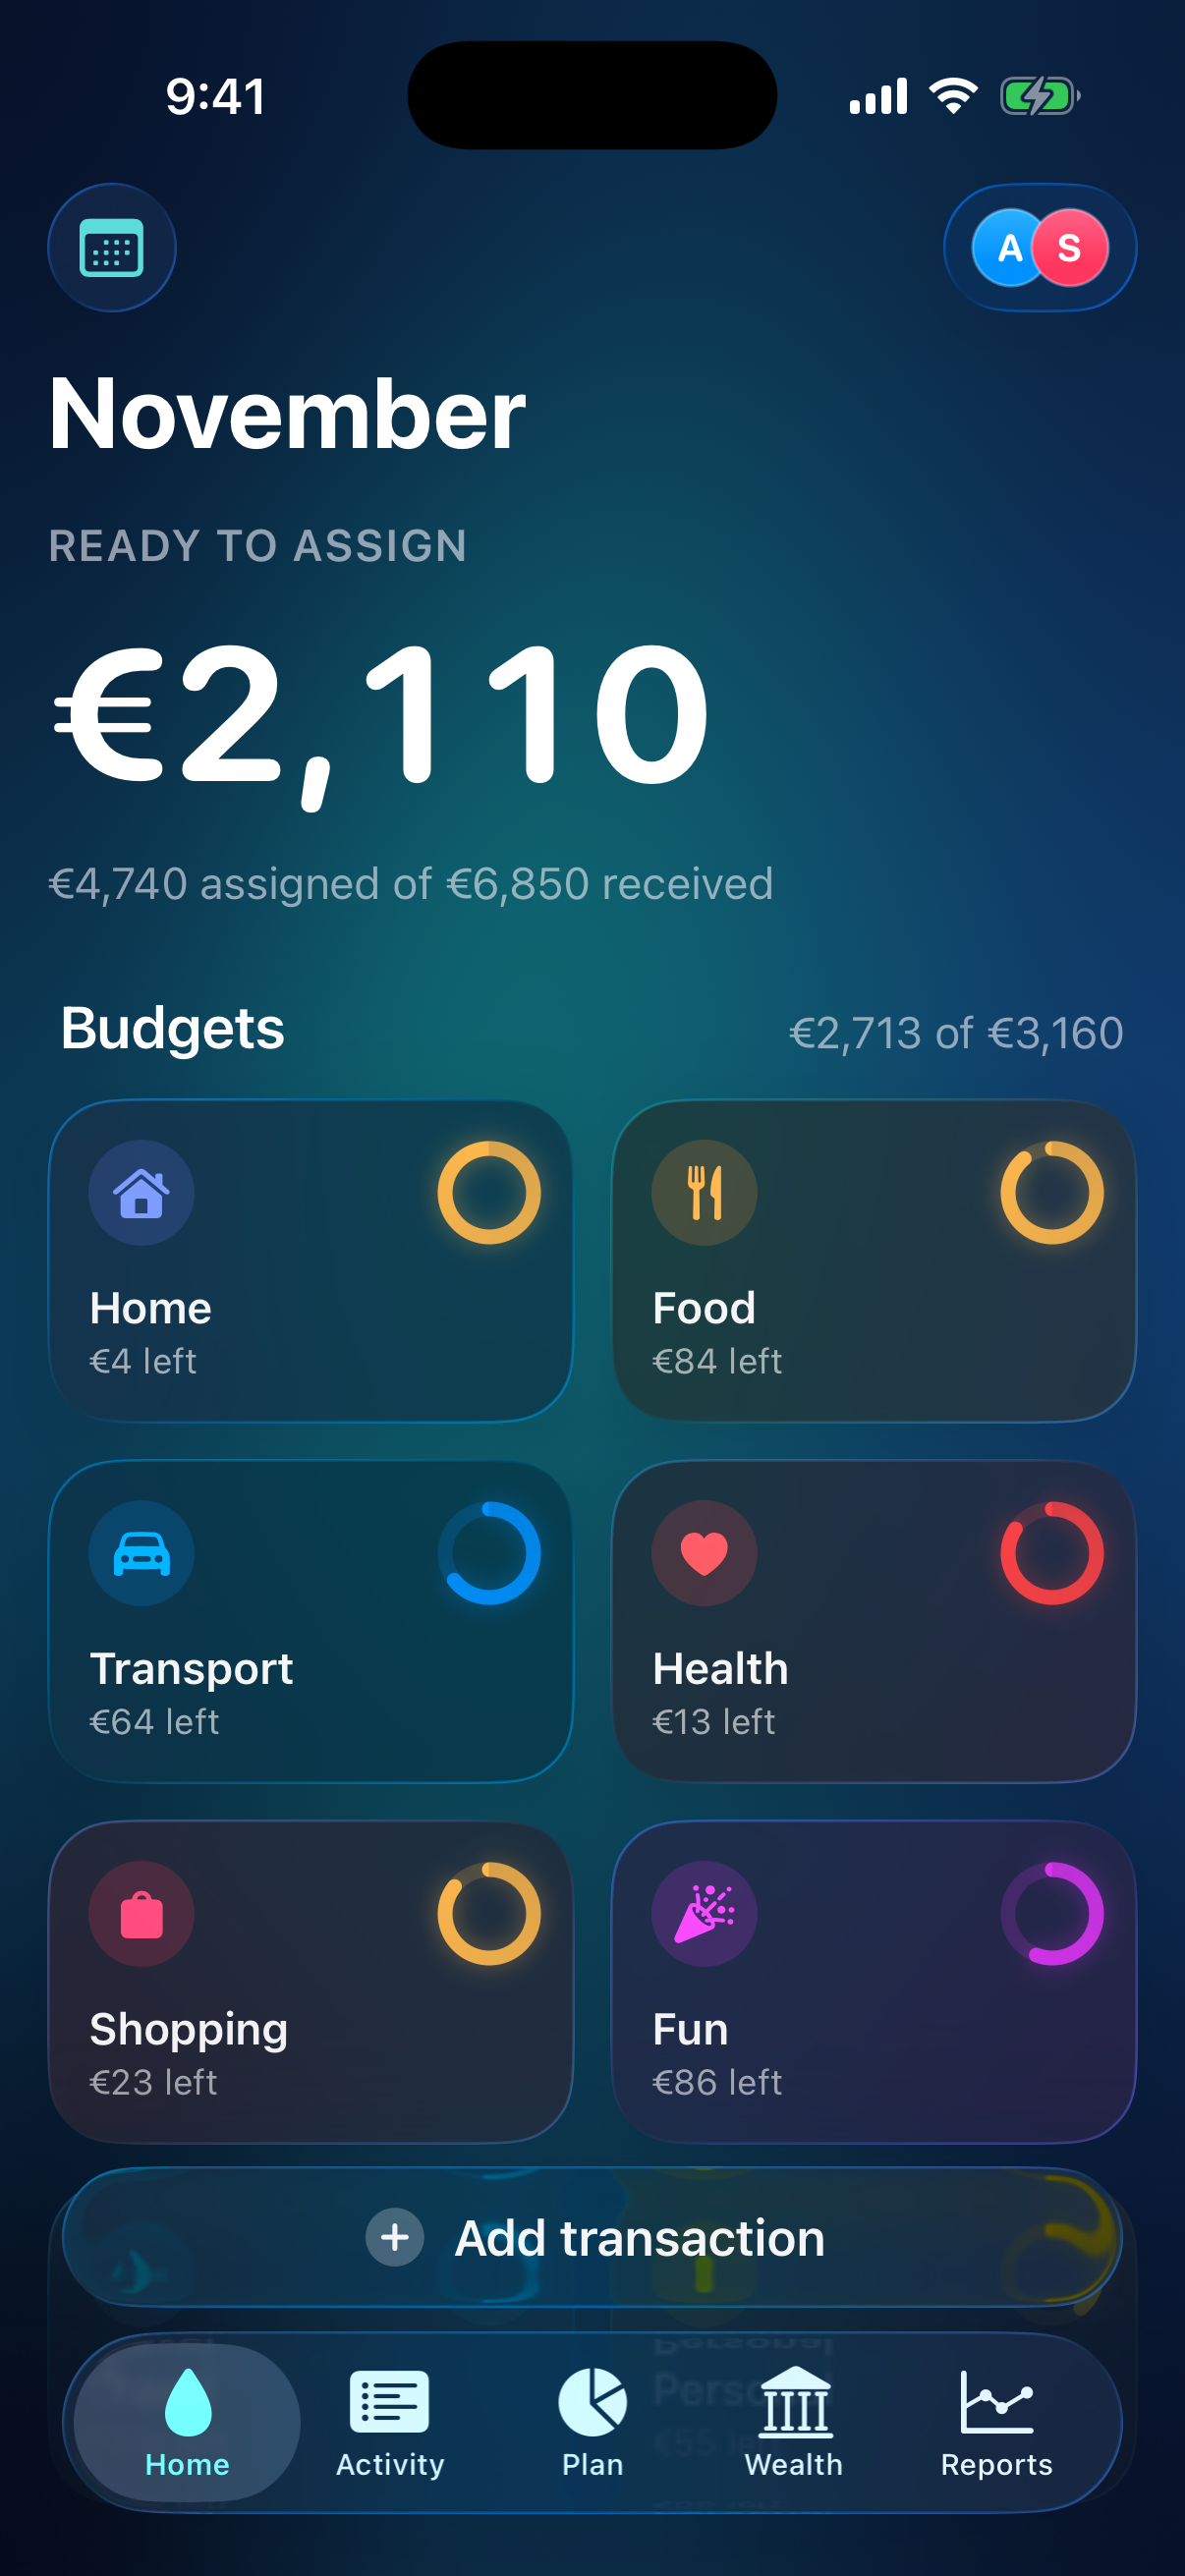 9:41
A S
November
READY TO ASSIGN
€2,110
€4,740 assigned of €6,850 received
Budgets €2,713 of €3,160
Home Food
€4 left €84 left
Transport Health
€64 left €13 left
Shopping Fun
€23 left €86 left
Add transaction
Home Activity Plan Wealth Reports